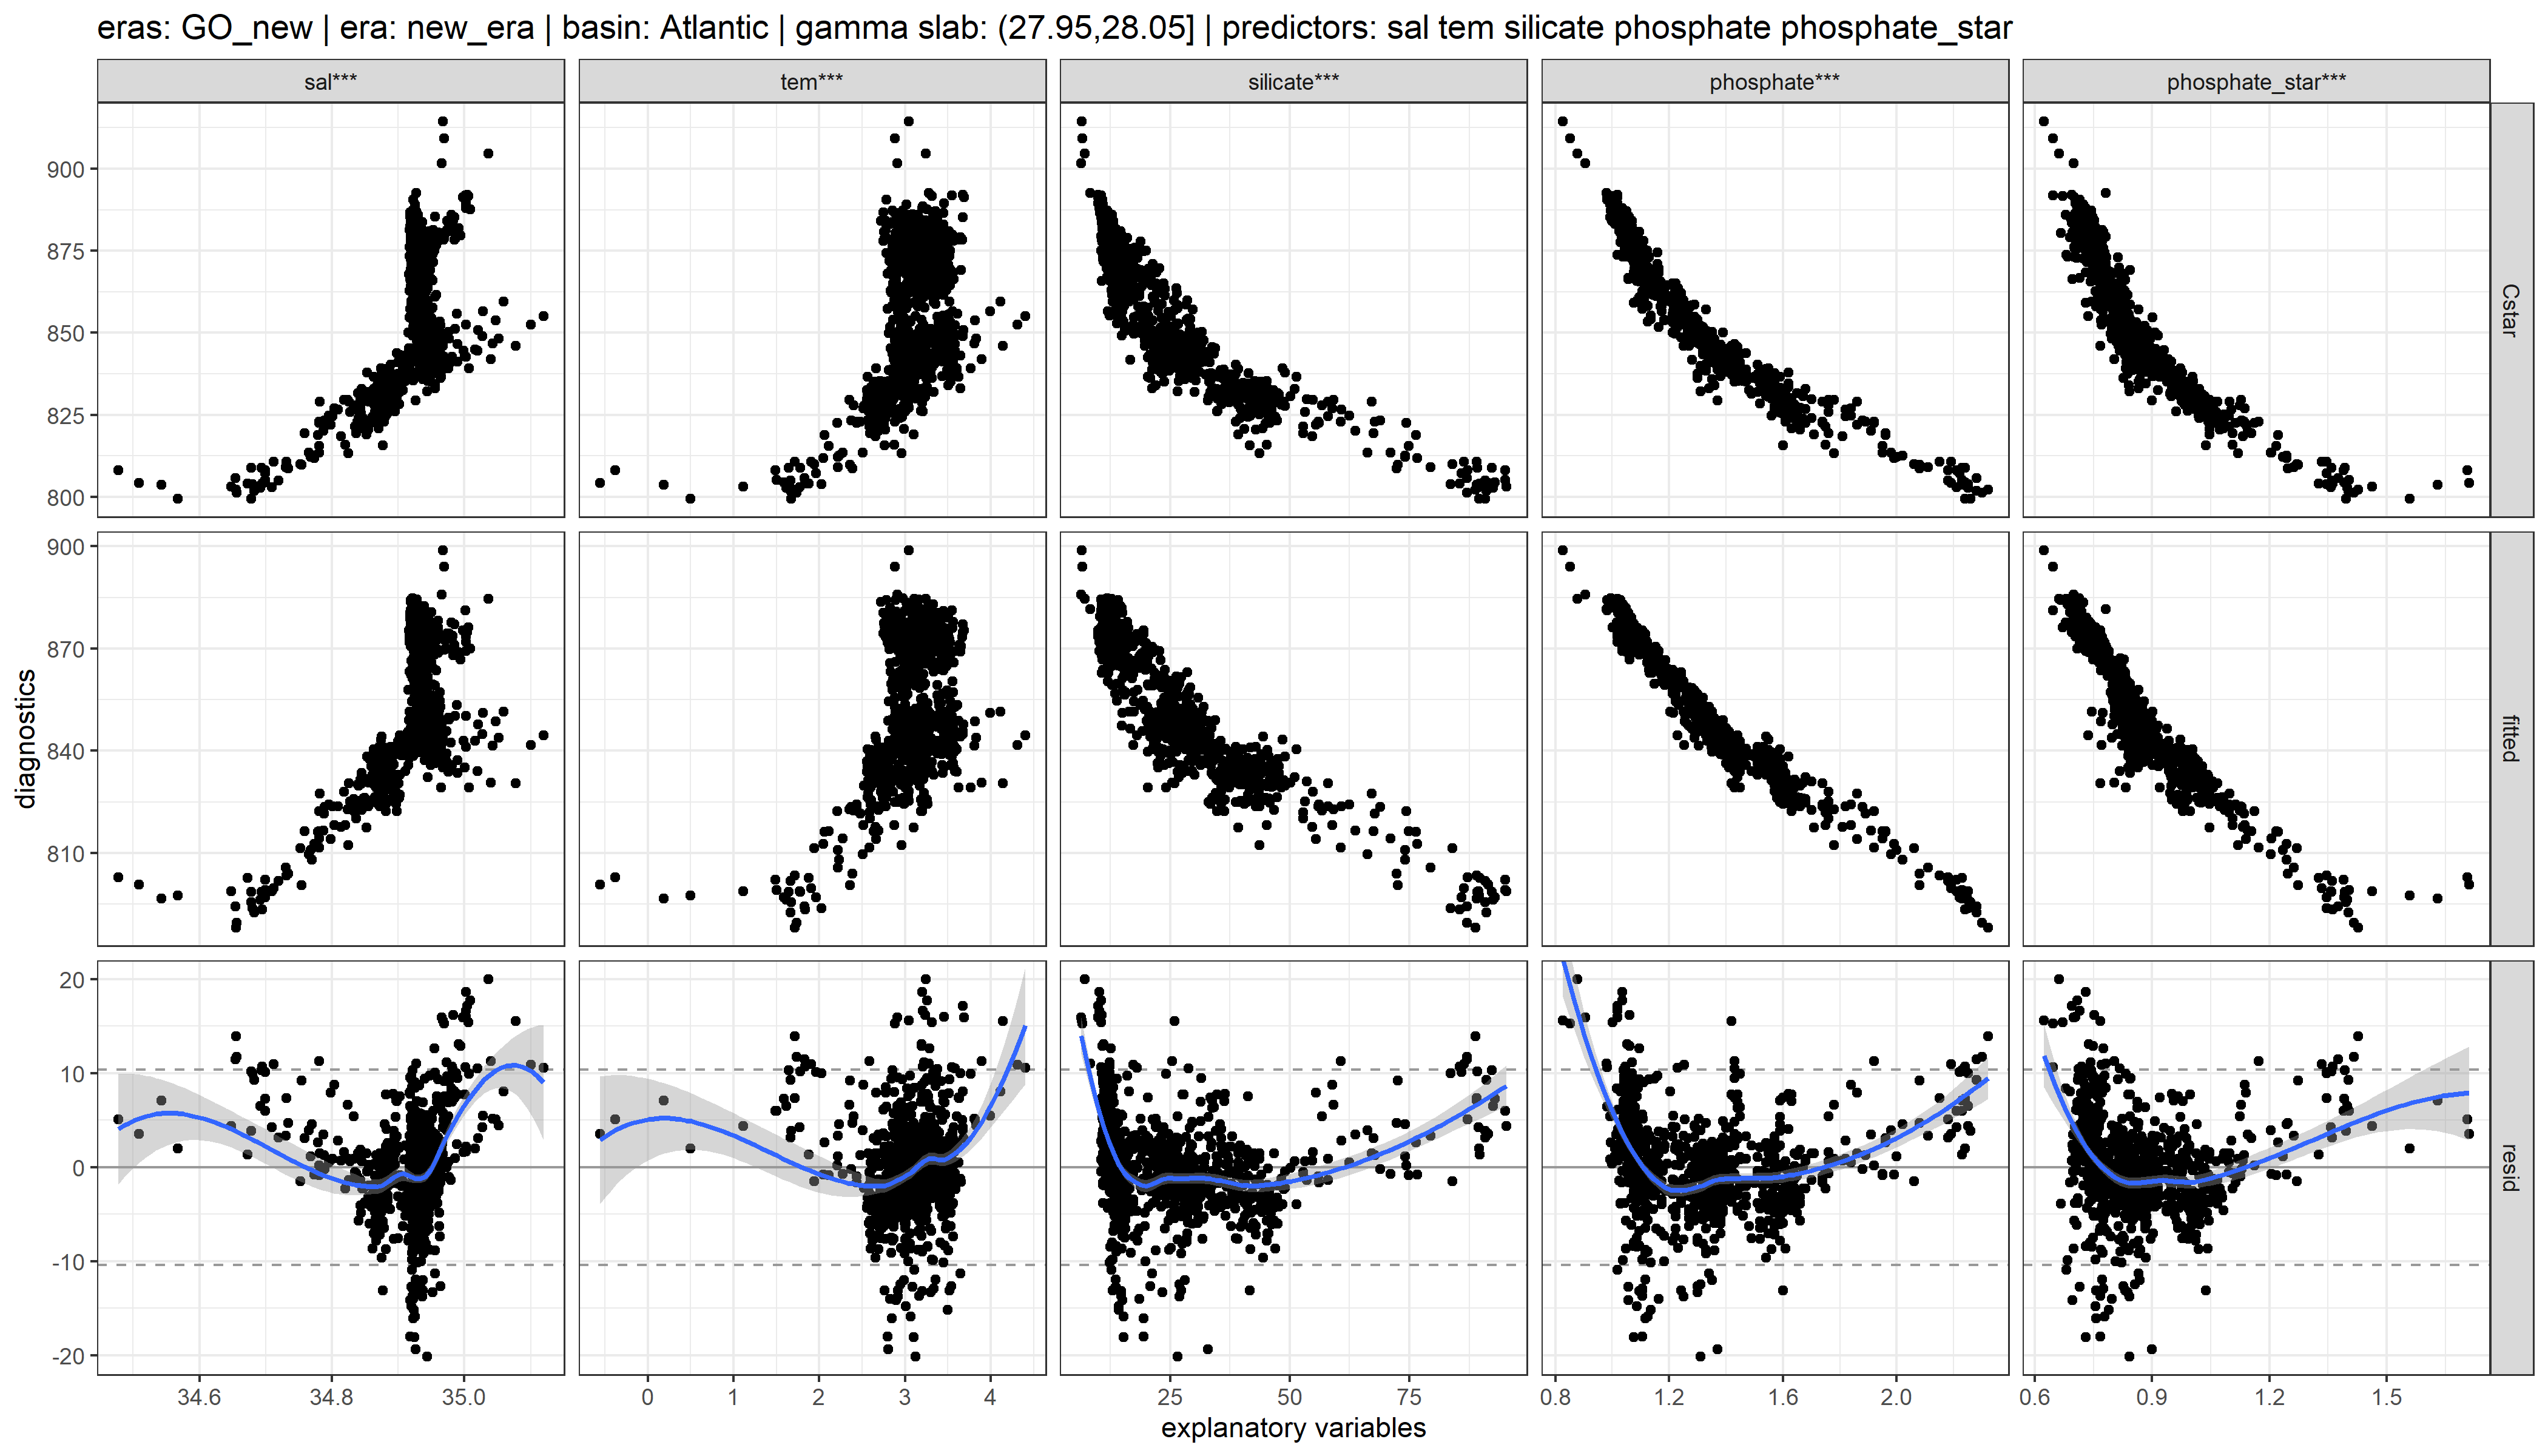 eras: GO_new | era: new_era | basin: Atlantic | gamma slab: (27.95,28.05] | predictors: sal tem silicate phosphate phosphate_star
sal*** tem*** silicate*** phosphate*** phosphate_star***
900
875
850
825
800
Cstar
900
870
840
810
fitted
diagnostics
20
10
0
-10
-20
resid
34.6 34.8 35.0 0 1 2 3 4 25 50 75 0.8 1.2 1.6 2.0 0.6 0.9 1.2 1.5
explanatory variables